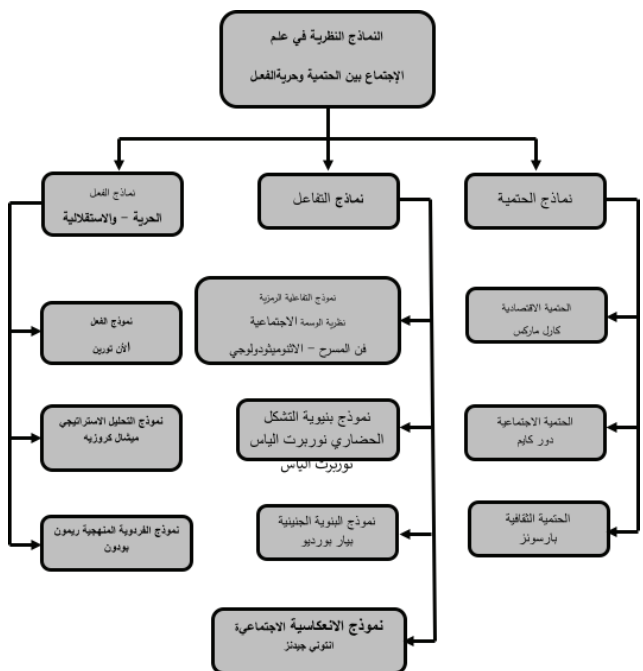 النماذج النظرية في علم
الإجتماع بين الحتمية وحريةالفعل
نماذج الحتمية
نماذج التفاعل
نماذج الفعل
الحرية – والاستقلالية
الحتمية الاقتصادية
كارل ماركس
الحتمية الاجتماعية
دور كايم
الحتمية الثقافية
بارسونز
نموذج التفاعلية الرمزية
نظرية الوسمة الاجتماعية
فن المسرح – الاثنوميثودولوجي
نموذج بنيوية التشكل
الحضاري نوربرت الياس
نوربرت الياس
نموذج البنوية الجنينية
بيار بورديو
نموذج الانعكاسية الاجتماعية
انتوني جيدنز
نموذج الفعل
ألأن تورين
نموذج التحليل الاستراتيجي
ميشال كروزيه
نموذج الفردوية المنهجية ريمون
بودون